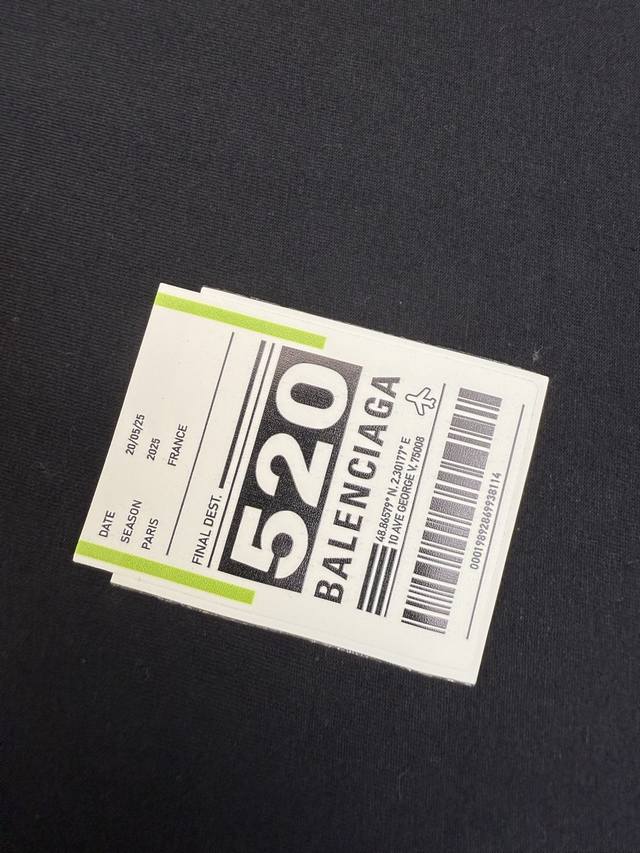 DATE 20/05/25
SEASON 2025
PARIS FRANCE
FINAL DEST.
520
BALENCIAGA
48.86579° N, 2.30177° E
10 AVE GEORGE V, 75008
00019892869938114